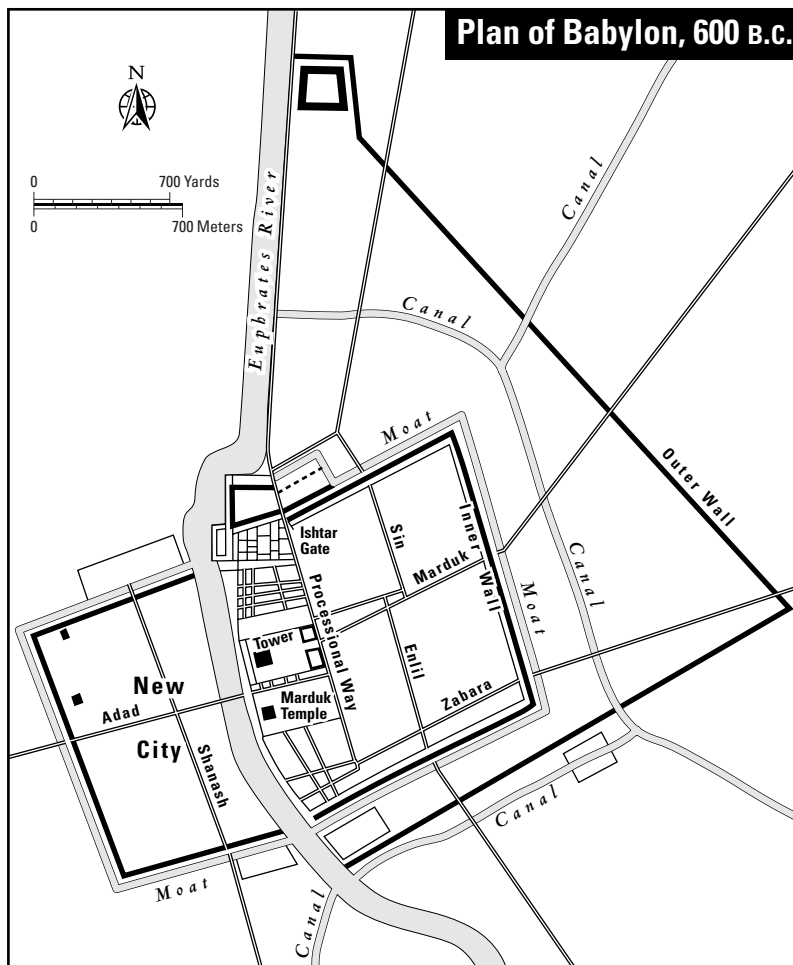 Plan of Babylon, 600 B.C.
N
0 700 Yards
0 700 Meters
Euphrates River
Canal
Canal
Moat
Outer Wall
Ishtar
Gate
Sin
Inner Wall
Marduk
Canal
Moat
Processional Way
Tower
Enlil
New
City
Adad
Marduk
Temple
Zabara
Shanash
Canal
Moat
Canal